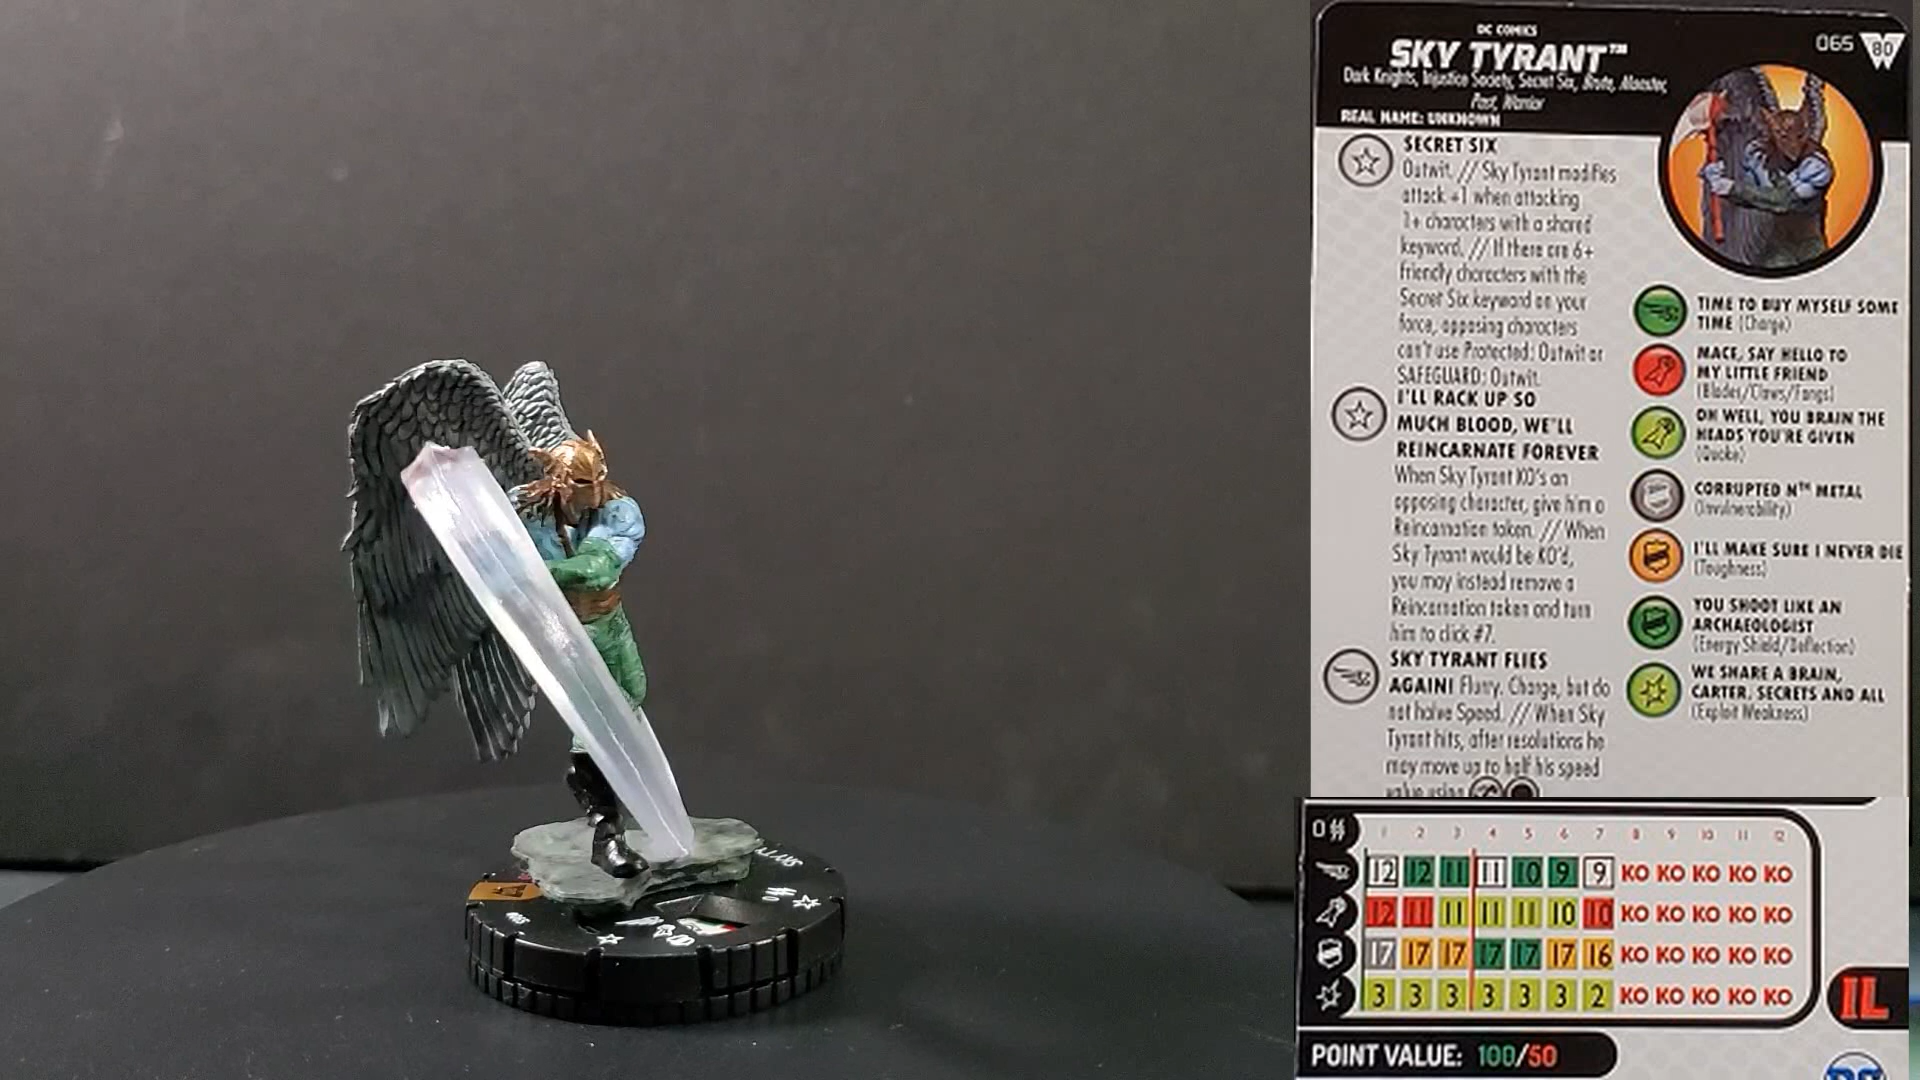 DC COMICS
SKY TYRANT™
065 80
Dark Knights, Injustice Society, Secret Six, Brute, Monster,
Past, Warrior
REAL NAME: UNKNOWN
SECRET SIX
Outwit. // Sky Tyrant modifies
attack +1 when attacking
1+ characters with a shared
keyword. // If there are 6+
friendly characters with the
Secret Six keyword on your
force, opposing characters
can't use Protected: Outwit or
SAFEGUARD: Outwit.
I'LL RACK UP SO
MUCH BLOOD, WE'LL
REINCARNATE FOREVER
When Sky Tyrant KO's an
opposing character, give him a
Reincarnation token. // When
Sky Tyrant would be KO'd,
you may instead remove a
Reincarnation token and turn
him to click #7.
SKY TYRANT FLIES
AGAIN! Flurry. Charge, but do
not halve Speed. // When Sky
Tyrant hits, after resolutions he
may move up to half his speed
value using
TIME TO BUY MYSELF SOME
TIME (Charge)
MACE, SAY HELLO TO
MY LITTLE FRIEND
(Blades/Claws/Fangs)
OH WELL, YOU BRAIN THE
HEADS YOU'RE GIVEN
(Quake)
CORRUPTED NTH METAL
(Invulnerability)
I'LL MAKE SURE I NEVER DIE
(Toughness)
YOU SHOOT LIKE AN
ARCHAEOLOGIST
(Energy Shield/Deflection)
WE SHARE A BRAIN,
CARTER, SECRETS AND ALL
(Exploit Weakness)
0 1 2 3 4 5 6 7 8 9 10 11 12
12 12 11 11 10 9 9 KO KO KO KO KO
12 11 11 11 11 10 10 KO KO KO KO KO
17 17 17 17 17 17 16 KO KO KO KO KO
3 3 3 3 3 3 2 KO KO KO KO KO
IL
POINT VALUE: 100/50
SKY TY
065